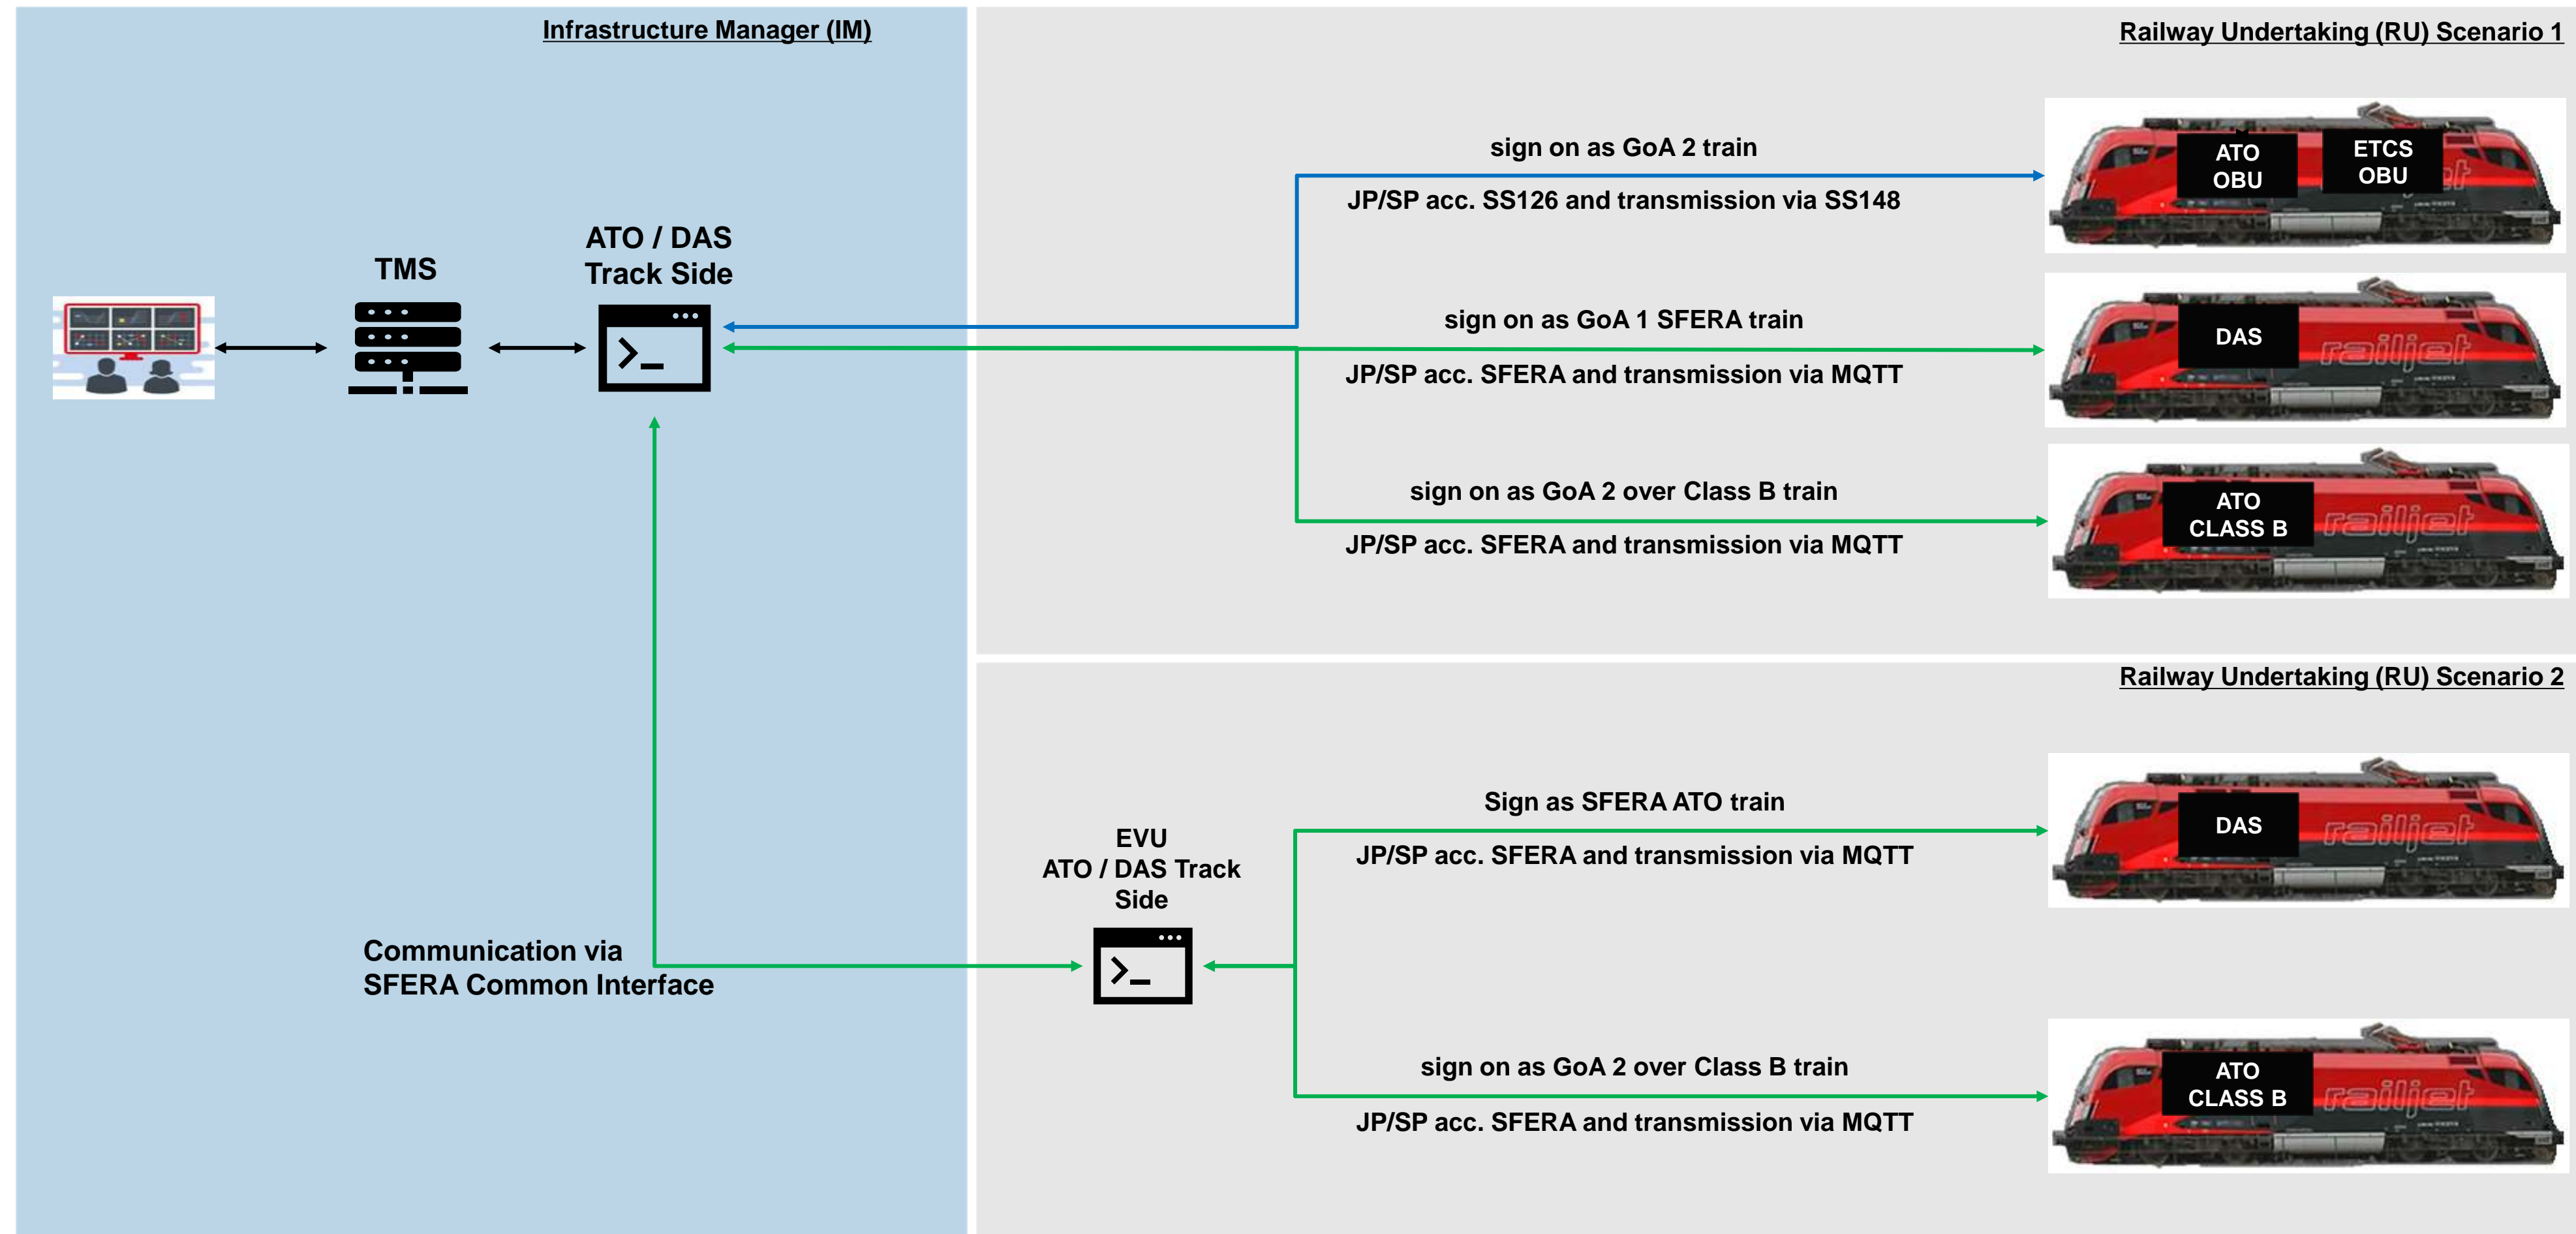 Infrastructure Manager (IM)
TMS
ATO / DAS
Track Side
Communication via
SFERA Common Interface
Railway Undertaking (RU) Scenario 1
sign on as GoA 2 train
JP/SP acc. SS126 and transmission via SS148
ATO
OBU
ETCS
OBU
sign on as GoA 1 SFERA train
JP/SP acc. SFERA and transmission via MQTT
DAS
railjet
sign on as GoA 2 over Class B train
JP/SP acc. SFERA and transmission via MQTT
ATO
CLASS B
railjet
Railway Undertaking (RU) Scenario 2
EVU
ATO / DAS Track
Side
Sign as SFERA ATO train
JP/SP acc. SFERA and transmission via MQTT
DAS
railjet
sign on as GoA 2 over Class B train
JP/SP acc. SFERA and transmission via MQTT
ATO
CLASS B
railjet